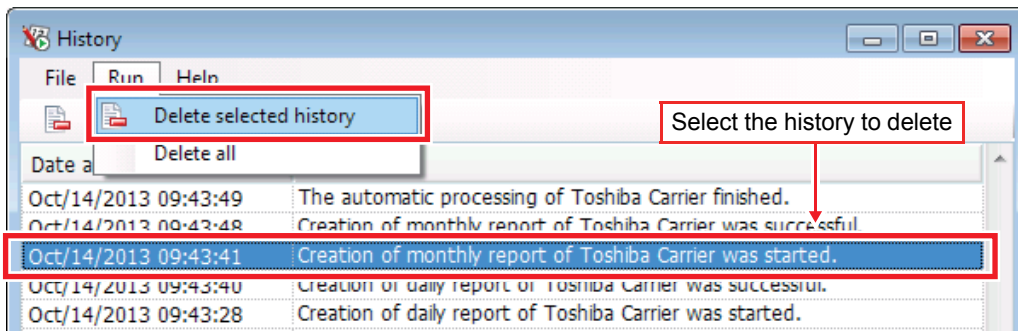 History
File Run Help
Delete selected history
Select the history to delete
Delete all
Date a
Oct/14/2013 09:43:49 The automatic processing of Toshiba Carrier finished.
Oct/14/2013 09:43:48 Creation of monthly report of Toshiba Carrier was successful.
Oct/14/2013 09:43:41 Creation of monthly report of Toshiba Carrier was started.
Oct/14/2013 09:43:40 Creation of daily report of Toshiba Carrier was successful.
Oct/14/2013 09:43:28 Creation of daily report of Toshiba Carrier was started.